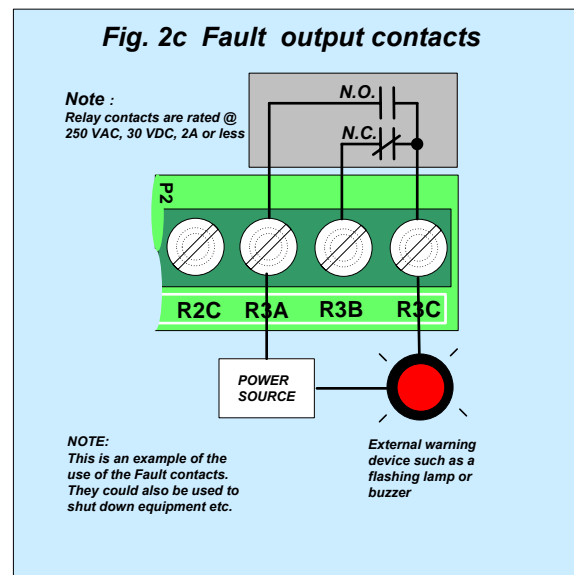 Fig. 2c Fault output contacts
Note :
Relay contacts are rated @
250 VAC, 30 VDC, 2A or less
N.O.
N.C.
P2
R2C R3A R3B R3C
POWER
SOURCE
NOTE:
This is an example of the
use of the Fault contacts.
They could also be used to
shut down equipment etc.
External warning
device such as a
flashing lamp or
buzzer